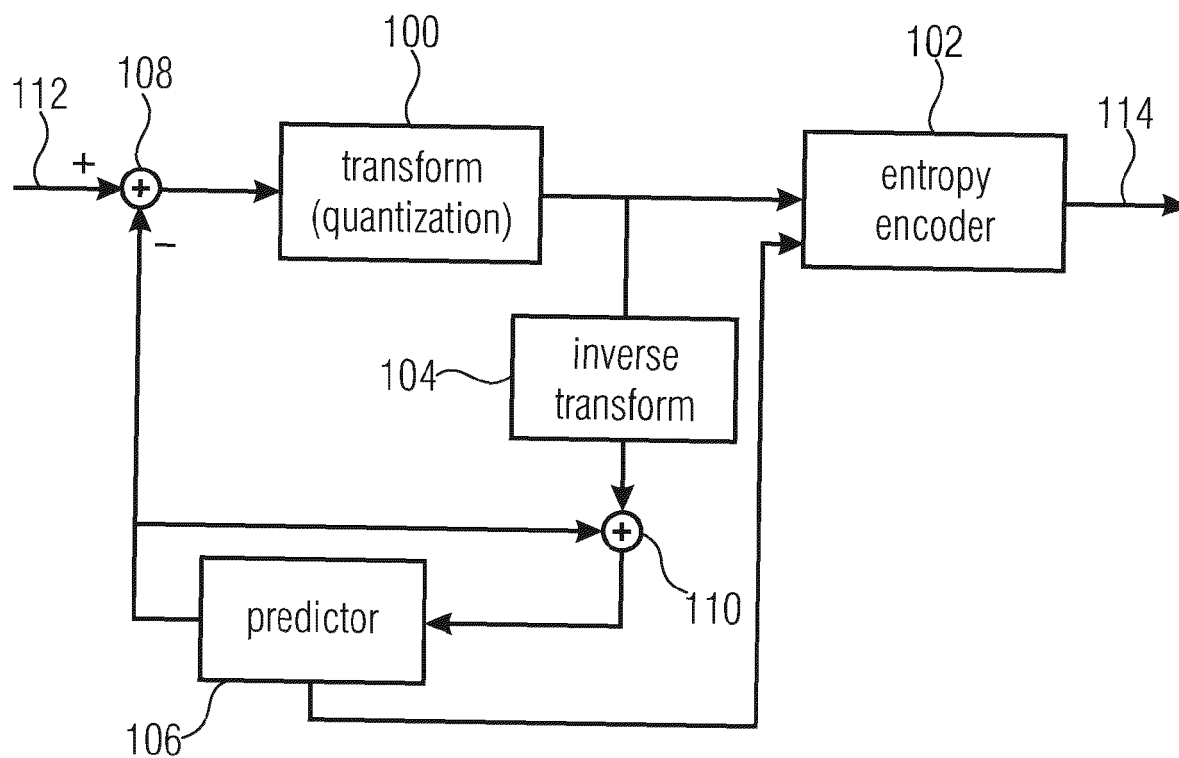 100
102
108
112
114
+
+
transform
(quantization)
entropy
encoder
−
inverse
transform
104
+
110
predictor
106